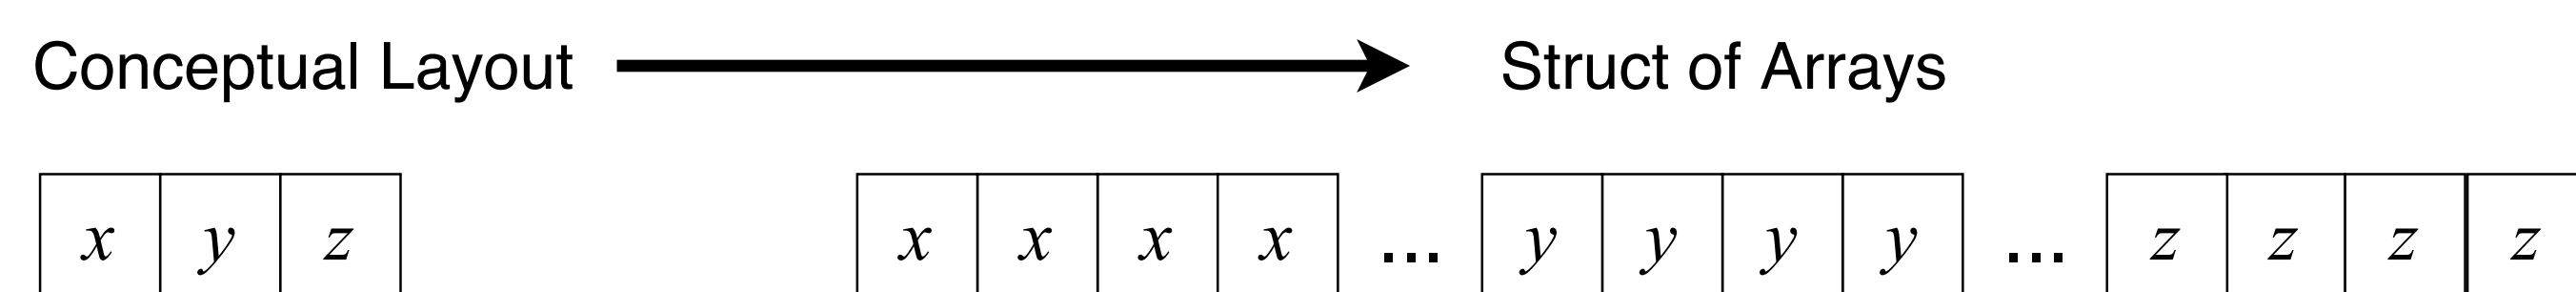 Conceptual Layout Struct of Arrays
x y z x x x x ... y y y y ... z z z z